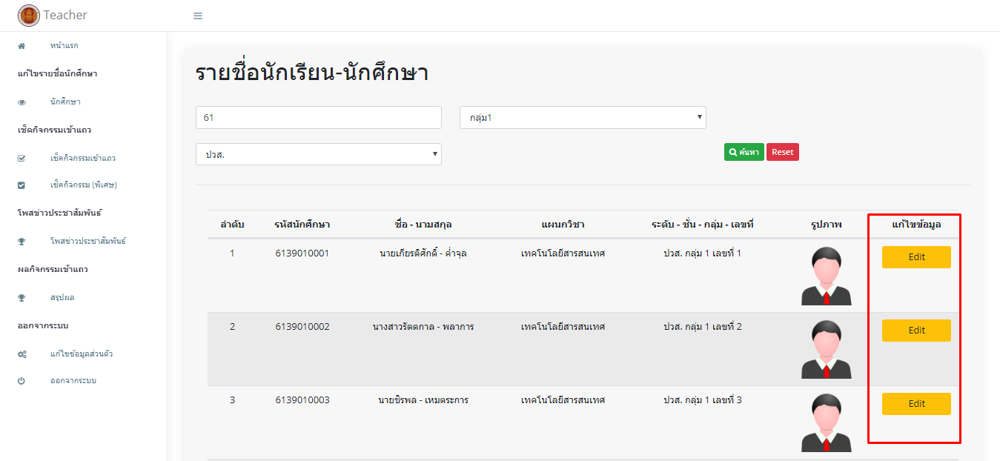 Teacher
หน้าแรก
แก้ไขรายชื่อนักศึกษา
นักศึกษา
เช็คกิจกรรมเข้าแถว
เช็คกิจกรรมเข้าแถว
เช็คกิจกรรม (พิเศษ)
โพสข่าวประชาสัมพันธ์
โพสข่าวประชาสัมพันธ์
ผลกิจกรรมเข้าแถว
สรุปผล
ออกจากระบบ
แก้ไขข้อมูลส่วนตัว
ออกจากระบบ
รายชื่อนักเรียน-นักศึกษา
61 กลุ่ม1
ปวส. ค้นหา Reset
ลำดับ รหัสนักศึกษา ชื่อ - นามสกุล แผนกวิชา ระดับ - ชั้น - กลุ่ม - เลขที่ รูปภาพ แก้ไขข้อมูล
1 6139010001 นายเกียรติศักดิ์ - ค่ำจุล เทคโนโลยีสารสนเทศ ปวส. กลุ่ม 1 เลขที่ 1 Edit
2 6139010002 นางสาวรัตตกาล - พลาการ เทคโนโลยีสารสนเทศ ปวส. กลุ่ม 1 เลขที่ 2 Edit
3 6139010003 นายชิรพล - เหมตระการ เทคโนโลยีสารสนเทศ ปวส. กลุ่ม 1 เลขที่ 3 Edit